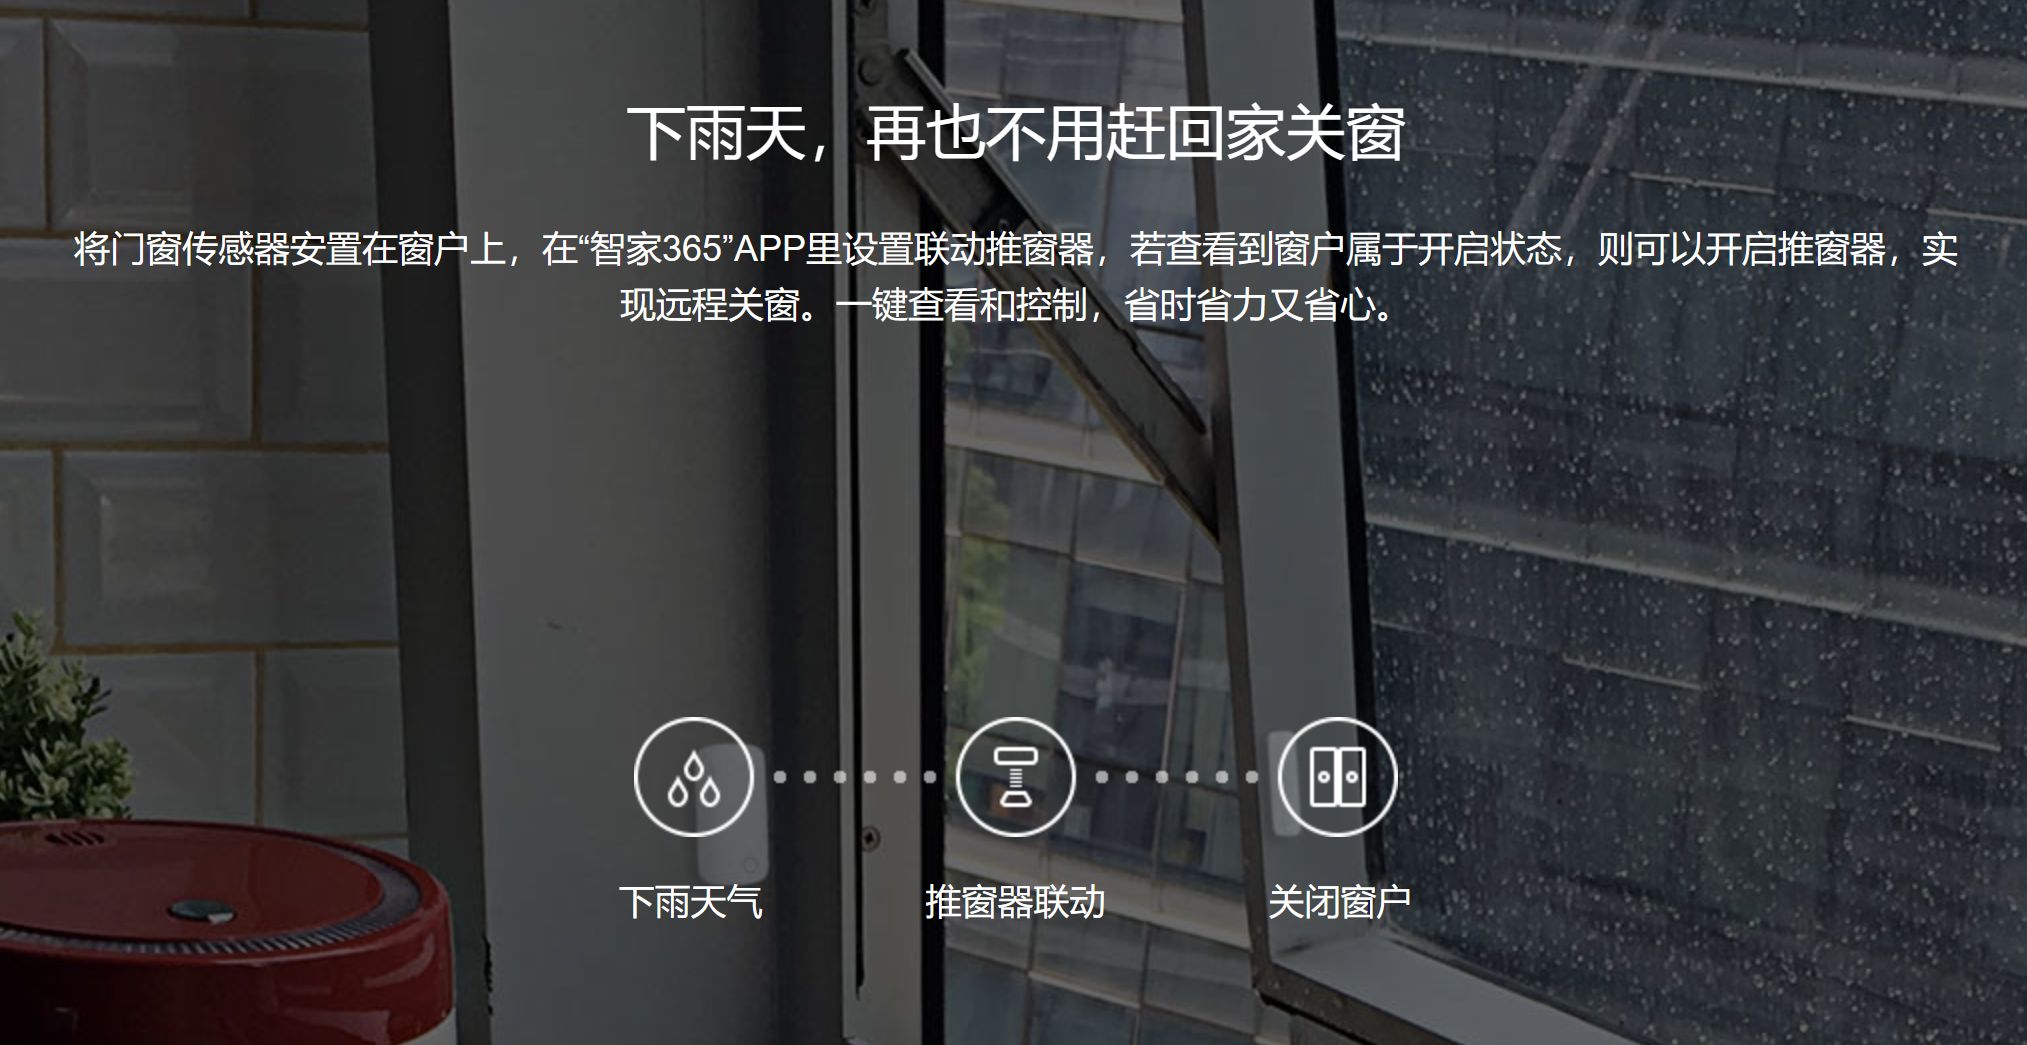 下雨天，再也不用赶回家关窗
将门窗传感器安置在窗户上，在“智家365”APP里设置联动推窗器，若查看到窗户属于开启状态，则可以开启推窗器，实
现远程关窗。一键查看和控制，省时省力又省心。
下雨天气
推窗器联动
关闭窗户